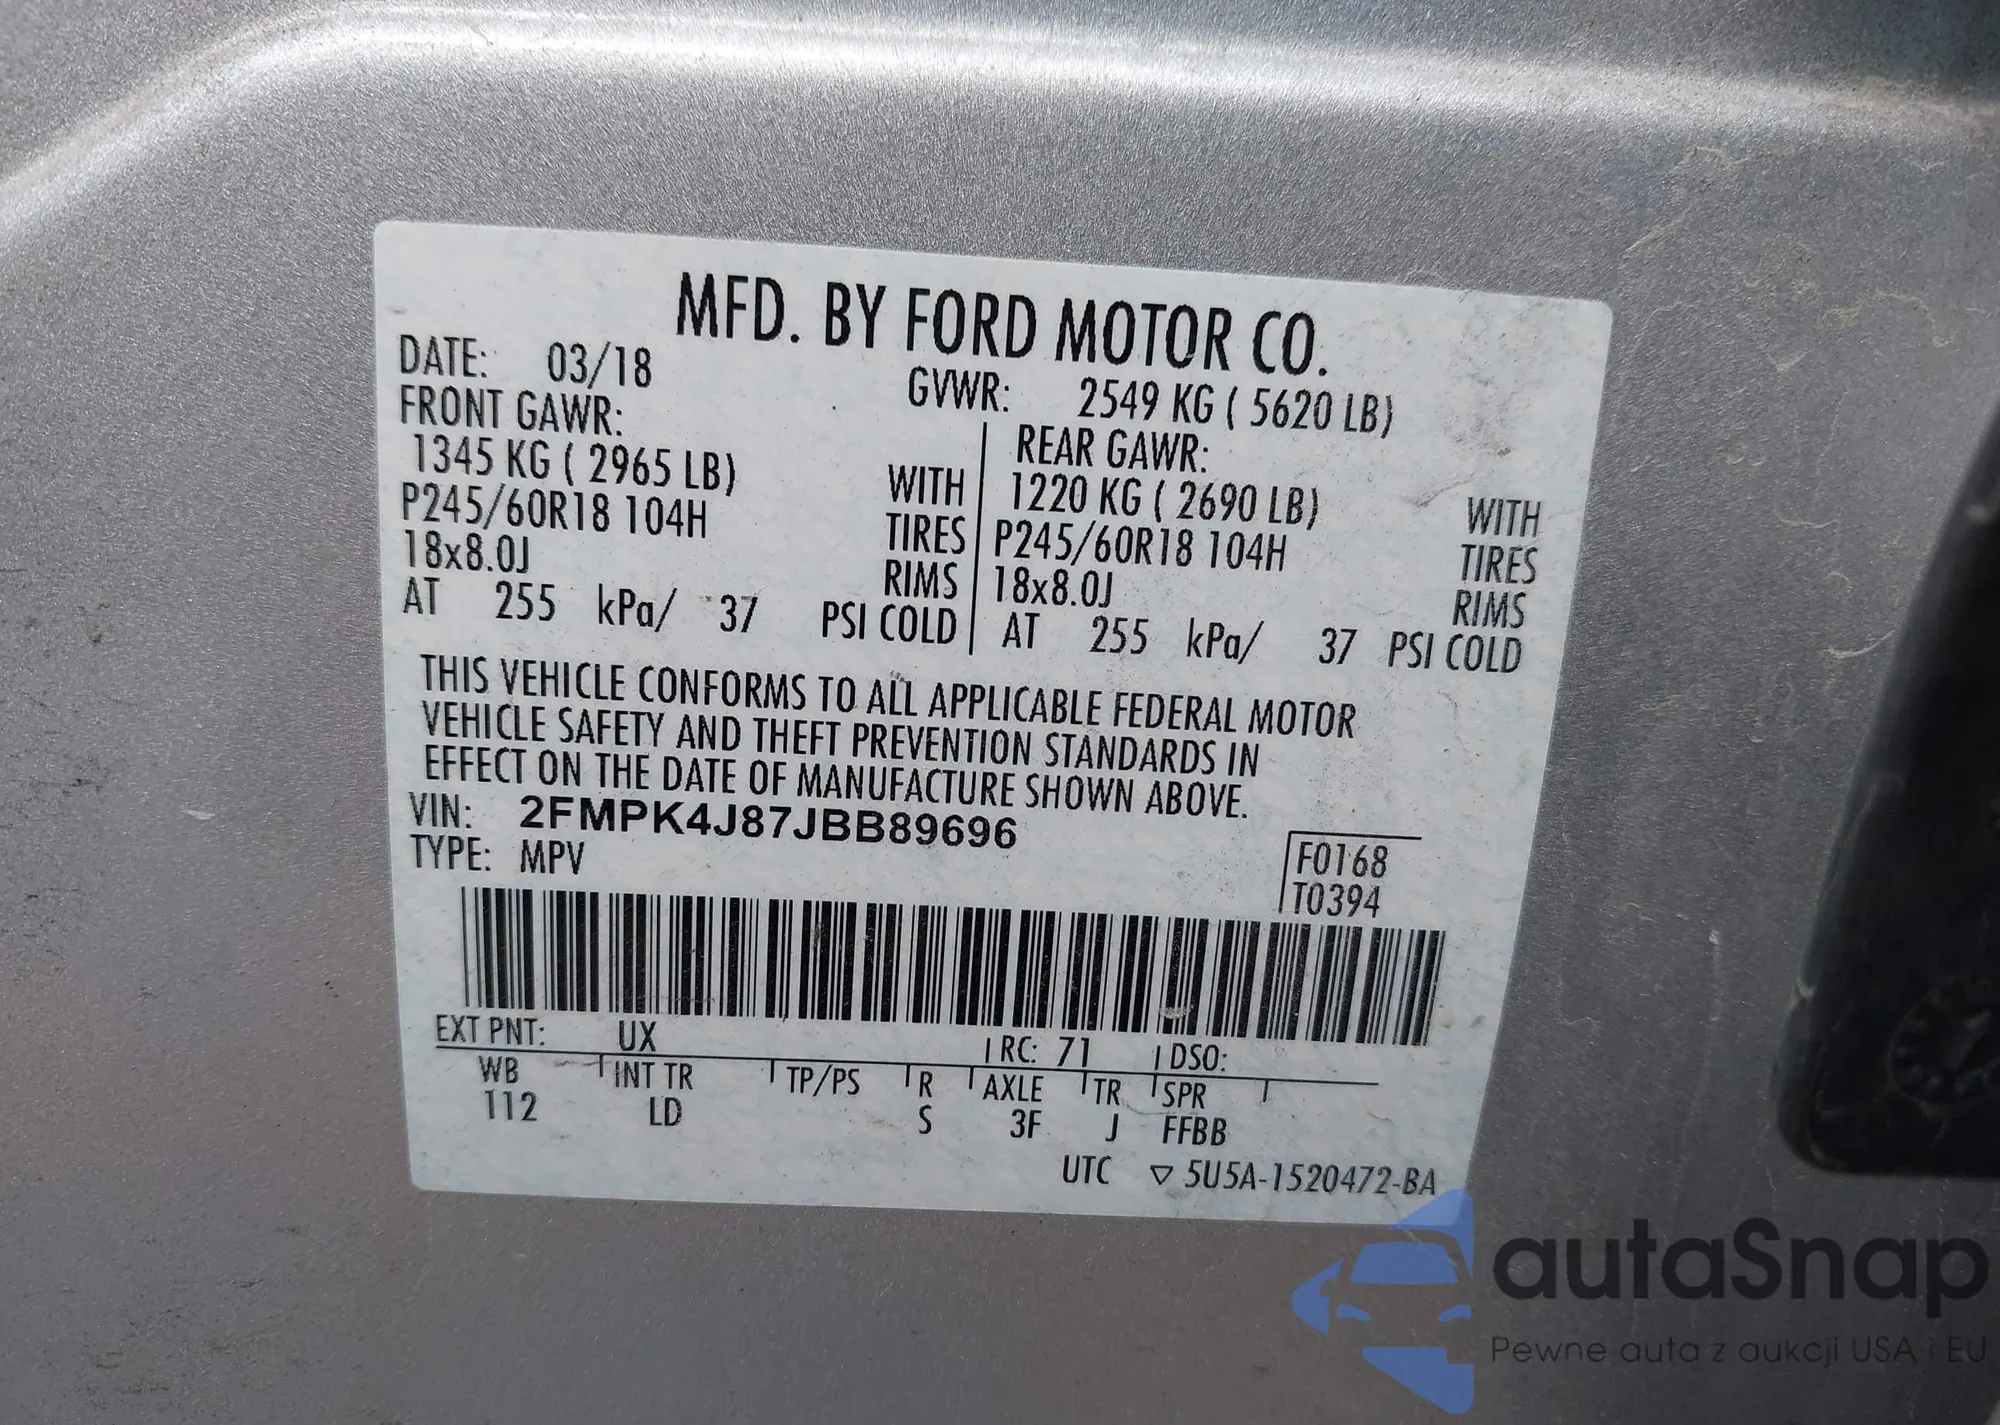 MFD. BY FORD MOTOR CO.
DATE: 03/18 GVWR: 2549 KG ( 5620 LB)
FRONT GAWR: REAR GAWR:
1345 KG ( 2965 LB) WITH 1220 KG ( 2690 LB) WITH
P245/60R18 104H TIRES P245/60R18 104H TIRES
18x8.0J RIMS 18x8.0J RIMS
AT 255 kPa/ 37 PSI COLD AT 255 kPa/ 37 PSI COLD
THIS VEHICLE CONFORMS TO ALL APPLICABLE FEDERAL MOTOR
VEHICLE SAFETY AND THEFT PREVENTION STANDARDS IN
EFFECT ON THE DATE OF MANUFACTURE SHOWN ABOVE.
VIN: 2FMPK4J87JBB89696
TYPE: MPV
F0168
T0394
EXT PNT: UX RC: 71 DSO:
WB INT TR TP/PS R AXLE TR SPR
112 LD S 3F J FFBB
UTC ▽ 5U5A-1520472-BA
autaSnap
Pewne auta z aukcji USA i EU